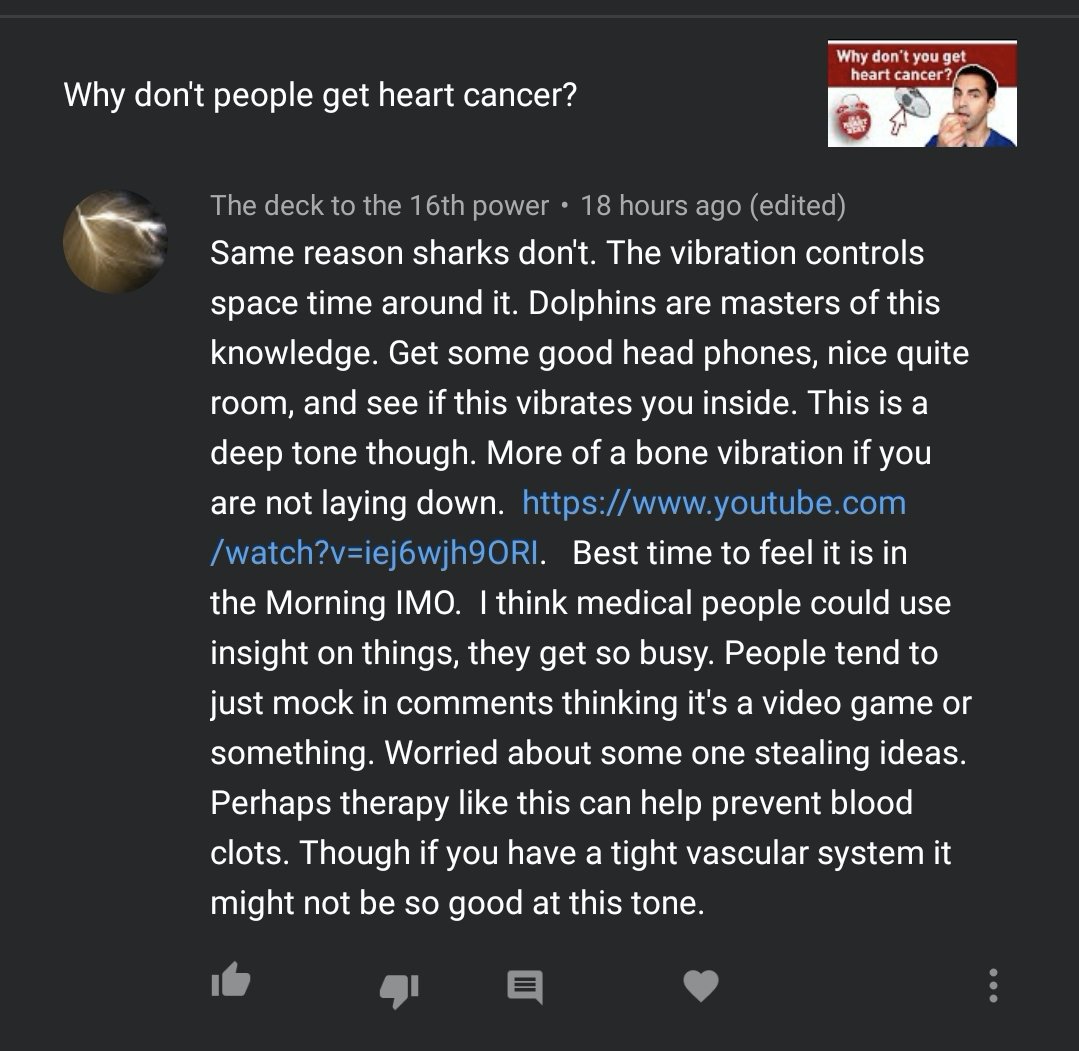 Why don't people get heart cancer?
Why don't you get
heart cancer?
The deck to the 16th power • 18 hours ago (edited)
Same reason sharks don't. The vibration controls
space time around it. Dolphins are masters of this
knowledge. Get some good head phones, nice quite
room, and see if this vibrates you inside. This is a
deep tone though. More of a bone vibration if you
are not laying down.  https://www.youtube.com
/watch?v=iej6wjh9ORI.   Best time to feel it is in
the Morning IMO.  I think medical people could use
insight on things, they get so busy. People tend to
just mock in comments thinking it's a video game or
something. Worried about some one stealing ideas.
Perhaps therapy like this can help prevent blood
clots. Though if you have a tight vascular system it
might not be so good at this tone.